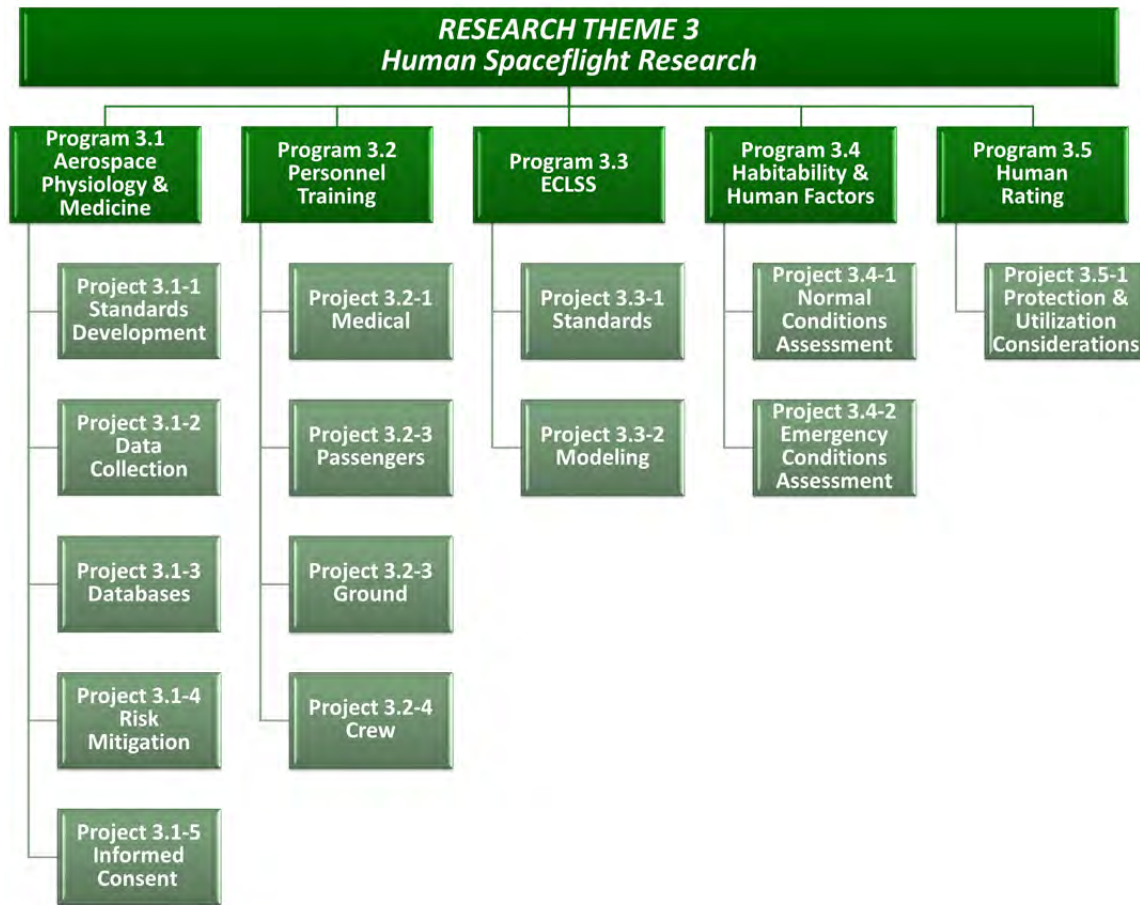 RESEARCH THEME 3
Human Spaceflight Research
Program 3.1
Aerospace
Physiology &
Medicine
Project 3.1-1
Standards
Development
Project 3.1-2
Data
Collection
Project 3.1-3
Databases
Project 3.1-4
Risk
Mitigation
Project 3.1-5
Informed
Consent
Program 3.2
Personnel
Training
Project 3.2-1
Medical
Project 3.2-3
Passengers
Project 3.2-3
Ground
Project 3.2-4
Crew
Program 3.3
ECLSS
Project 3.3-1
Standards
Project 3.3-2
Modeling
Program 3.4
Habitability &
Human Factors
Project 3.4-1
Normal
Conditions
Assessment
Project 3.4-2
Emergency
Conditions
Assessment
Program 3.5
Human
Rating
Project 3.5-1
Protection &
Utilization
Considerations